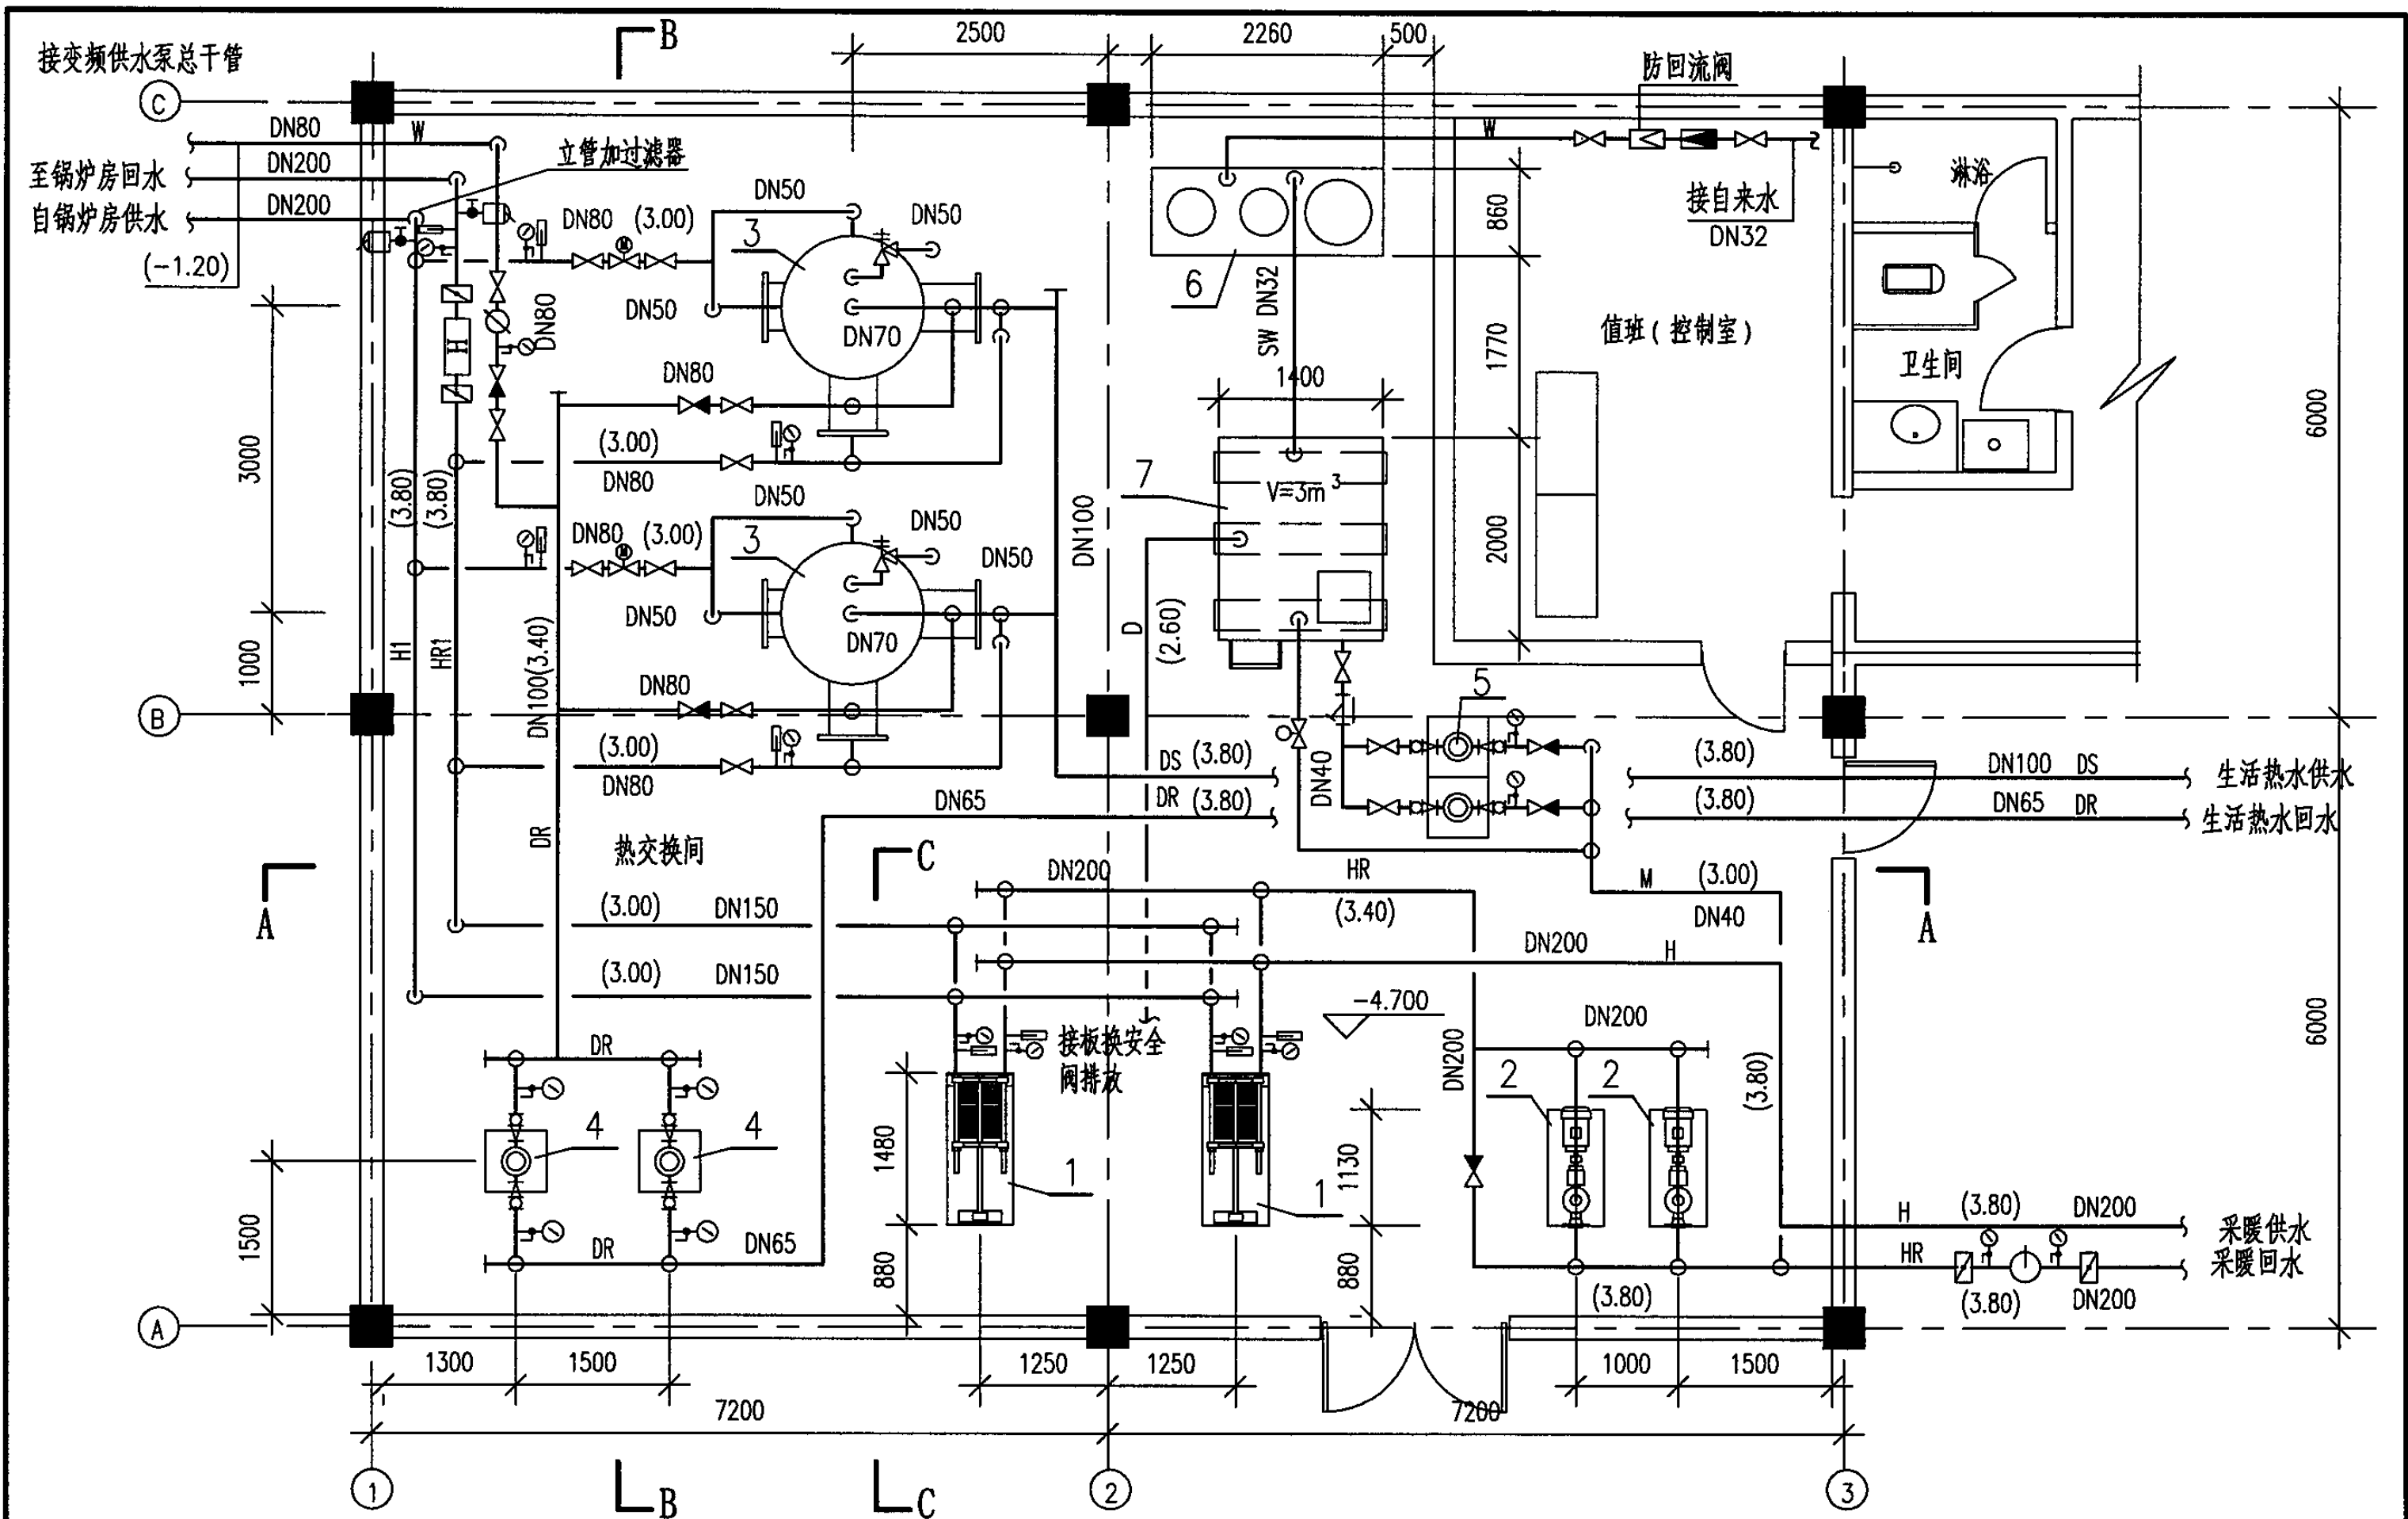 B
2500
2260
500
接变频供水泵总干管
防回流阀
C
DN80
W
W
立管加过滤器
DN200
至锅炉房回水
DN200
自锅炉房供水
DN50
DN80
(3.00)
DN50
淋浴
接自来水
DN32
860
(-1.20)
3
6
DN50
DN80
DN70
SW DN32
值班(控制室)
卫生间
1770
1400
DN80
H
3000
6000
(3.00)
DN80
(3.80)
(3.80)
DN50
7
V=3m³
DN80
(3.00)
3
DN50
DN50
DN100
2000
DN50
DN70
D
(2.60)
H1
HR1
DN100(3.40)
1000
DN80
5
B
(3.00)
DN80
DS
(3.80)
DN40
(3.80)
DN100
DS
生活热水供水
DN65
DR
(3.80)
(3.80)
DN65
DR
生活热水回水
DR
热交换间
C
DN200
HR
M
(3.00)
A
(3.00)
DN150
(3.40)
DN40
A
DN200
H
(3.00)
DN150
-4.700
DN200
接板换安全
阀排放
DR
DN200
(3.80)
2
2
6000
4
4
1480
1
1130
1
1500
H
(3.80)
DN200
采暖供水
DR
DN65
880
880
HR
采暖回水
(3.80)
(3.80)
DN200
A
1300
1500
1250
1250
1000
1500
7200
7200
1
B
C
2
3